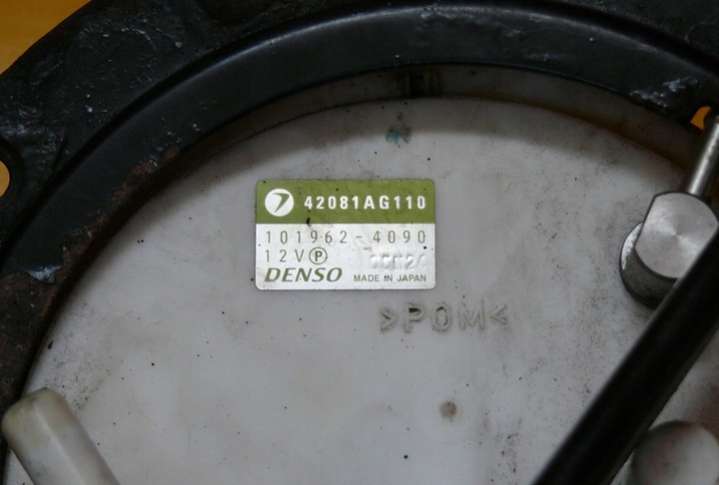 42081AG110
101962-4090
12V Ⓟ
DENSO MADE IN JAPAN
>POM<